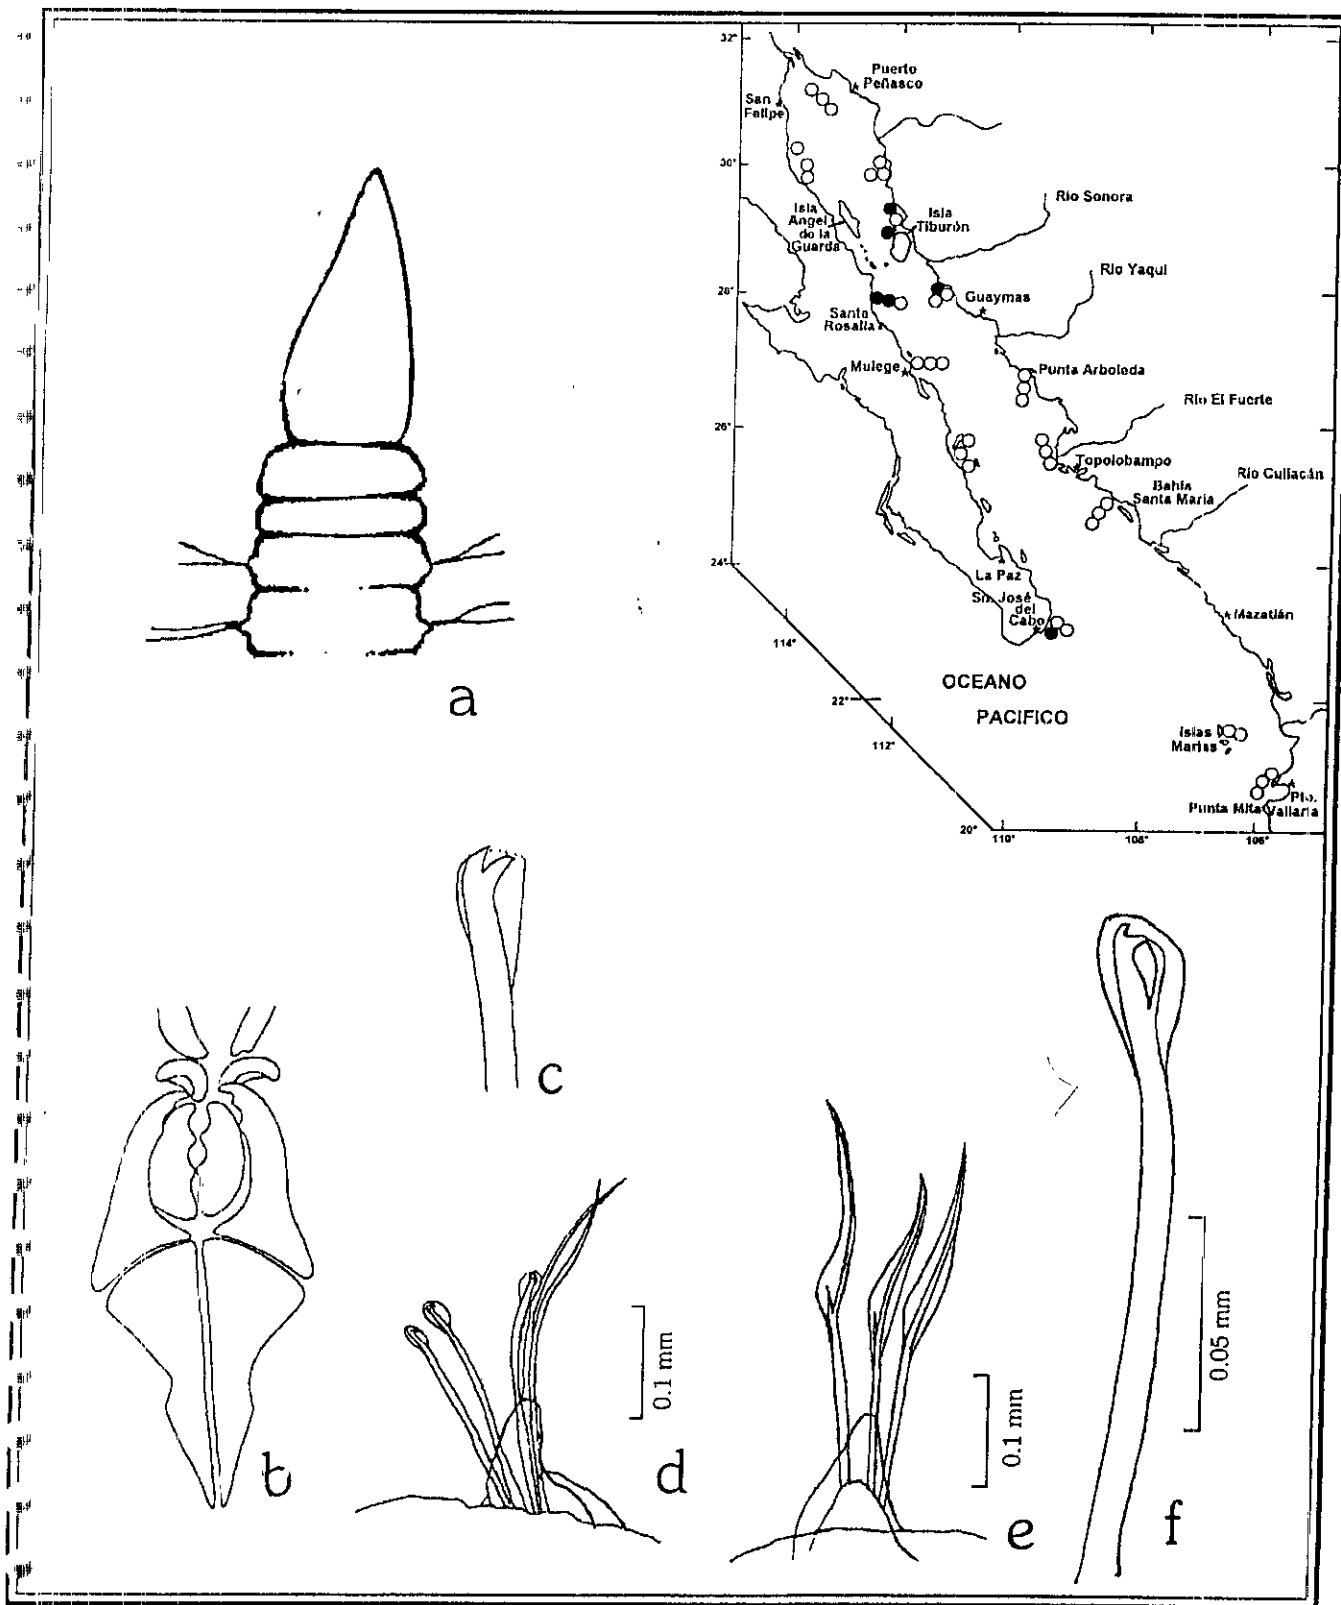 32°
Puerto
Peñasco
San
Felipe
30°
Rio Sonora
Isla
Angel
de la
Guarda
Isla
Tiburón
Rio Yaqui
28°
Guaymas
Santa
Rosalia
Mulege
Punta Arboleda
Rio El Fuerte
26°
Topolobampo
Rio Culiacán
Bahia
Santa Maria
24°
La Paz
Sn. José
del
Cabo
Mazatlán
114°
OCEANO
PACIFICO
22°
112°
Islas
Marias
Pto.
Punta Mita Vallarta
20°
110°
108°
106°
a
c
b
d
0.1 mm
e
0.1 mm
f
0.05 mm